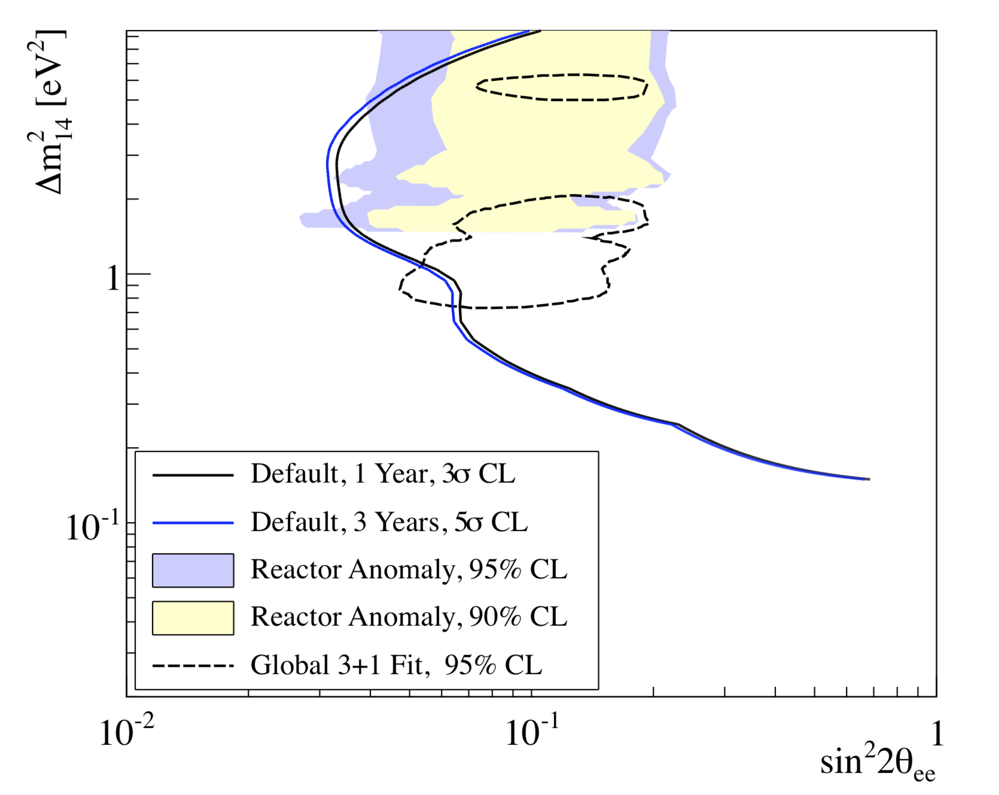 Δm²₁₄ [eV²]
1
10⁻¹
Default, 1 Year, 3σ CL
Default, 3 Years, 5σ CL
Reactor Anomaly, 95% CL
Reactor Anomaly, 90% CL
Global 3+1 Fit, 95% CL
10⁻² 10⁻¹ 1
sin²2θₑₑ